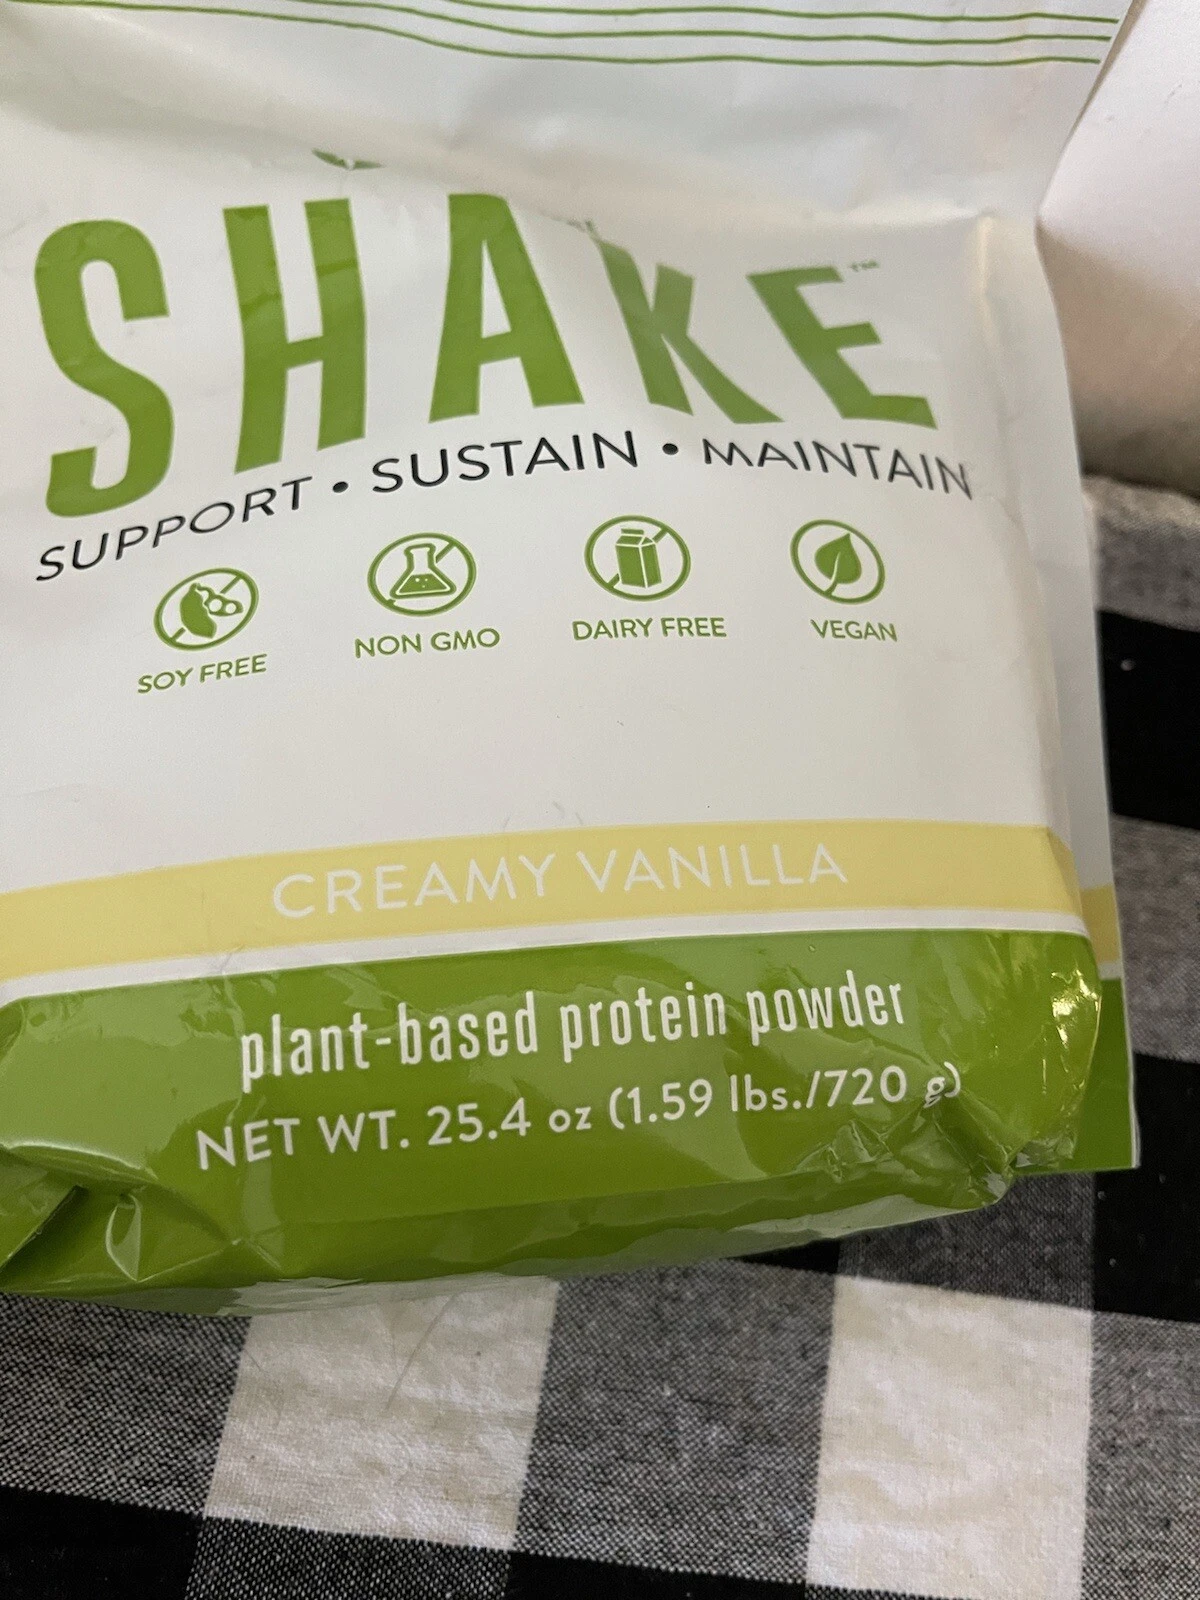 SHAKE™
SUPPORT • SUSTAIN • MAINTAIN
SOY FREE
NON GMO
DAIRY FREE
VEGAN
CREAMY VANILLA
plant-based protein powder
NET WT. 25.4 oz (1.59 lbs./720 g)